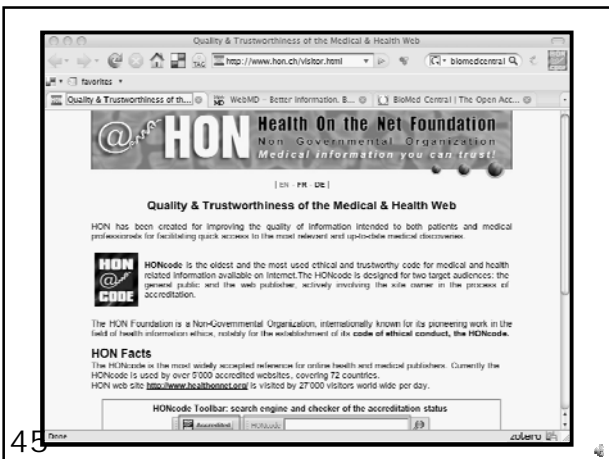 Quality & Trustworthiness of the Medical & Health Web
http://www.hon.ch/visitor.html
biomedcentral
favorites
Quality & Trustworthiness of th...
WebMD - Better information. B...
BioMed Central | The Open Acc...
@ HON Health On the Net Foundation
Non Governmental Organization
Medical information you can trust!
| EN - FR - DE |
Quality & Trustworthiness of the Medical & Health Web
HON has been created for improving the quality of information intended to both patients and medical
professionals for facilitating quick access to the most relevant and up-to-date medical discoveries.
HON
@
CODE
HONcode is the oldest and the most used ethical and trustworthy code for medical and health
related information available on Internet.The HONcode is designed for two target audiences: the
general public and the web publisher, actively involving the site owner in the process of
accreditation.
The HON Foundation is a Non-Governmental Organization, internationally known for its pioneering work in the
field of health information ethics, notably for the establishment of its code of ethical conduct, the HONcode.
HON Facts
The HONcode is the most widely accepted reference for online health and medical publishers. Currently the
HONcode is used by over 5'000 accredited websites, covering 72 countries.
HON web site http://www.healthonnet.org/ is visited by 27'000 visitors world wide per day.
HONcode Toolbar: search engine and checker of the accreditation status
Accredited
HONcode
45
Done
zotero